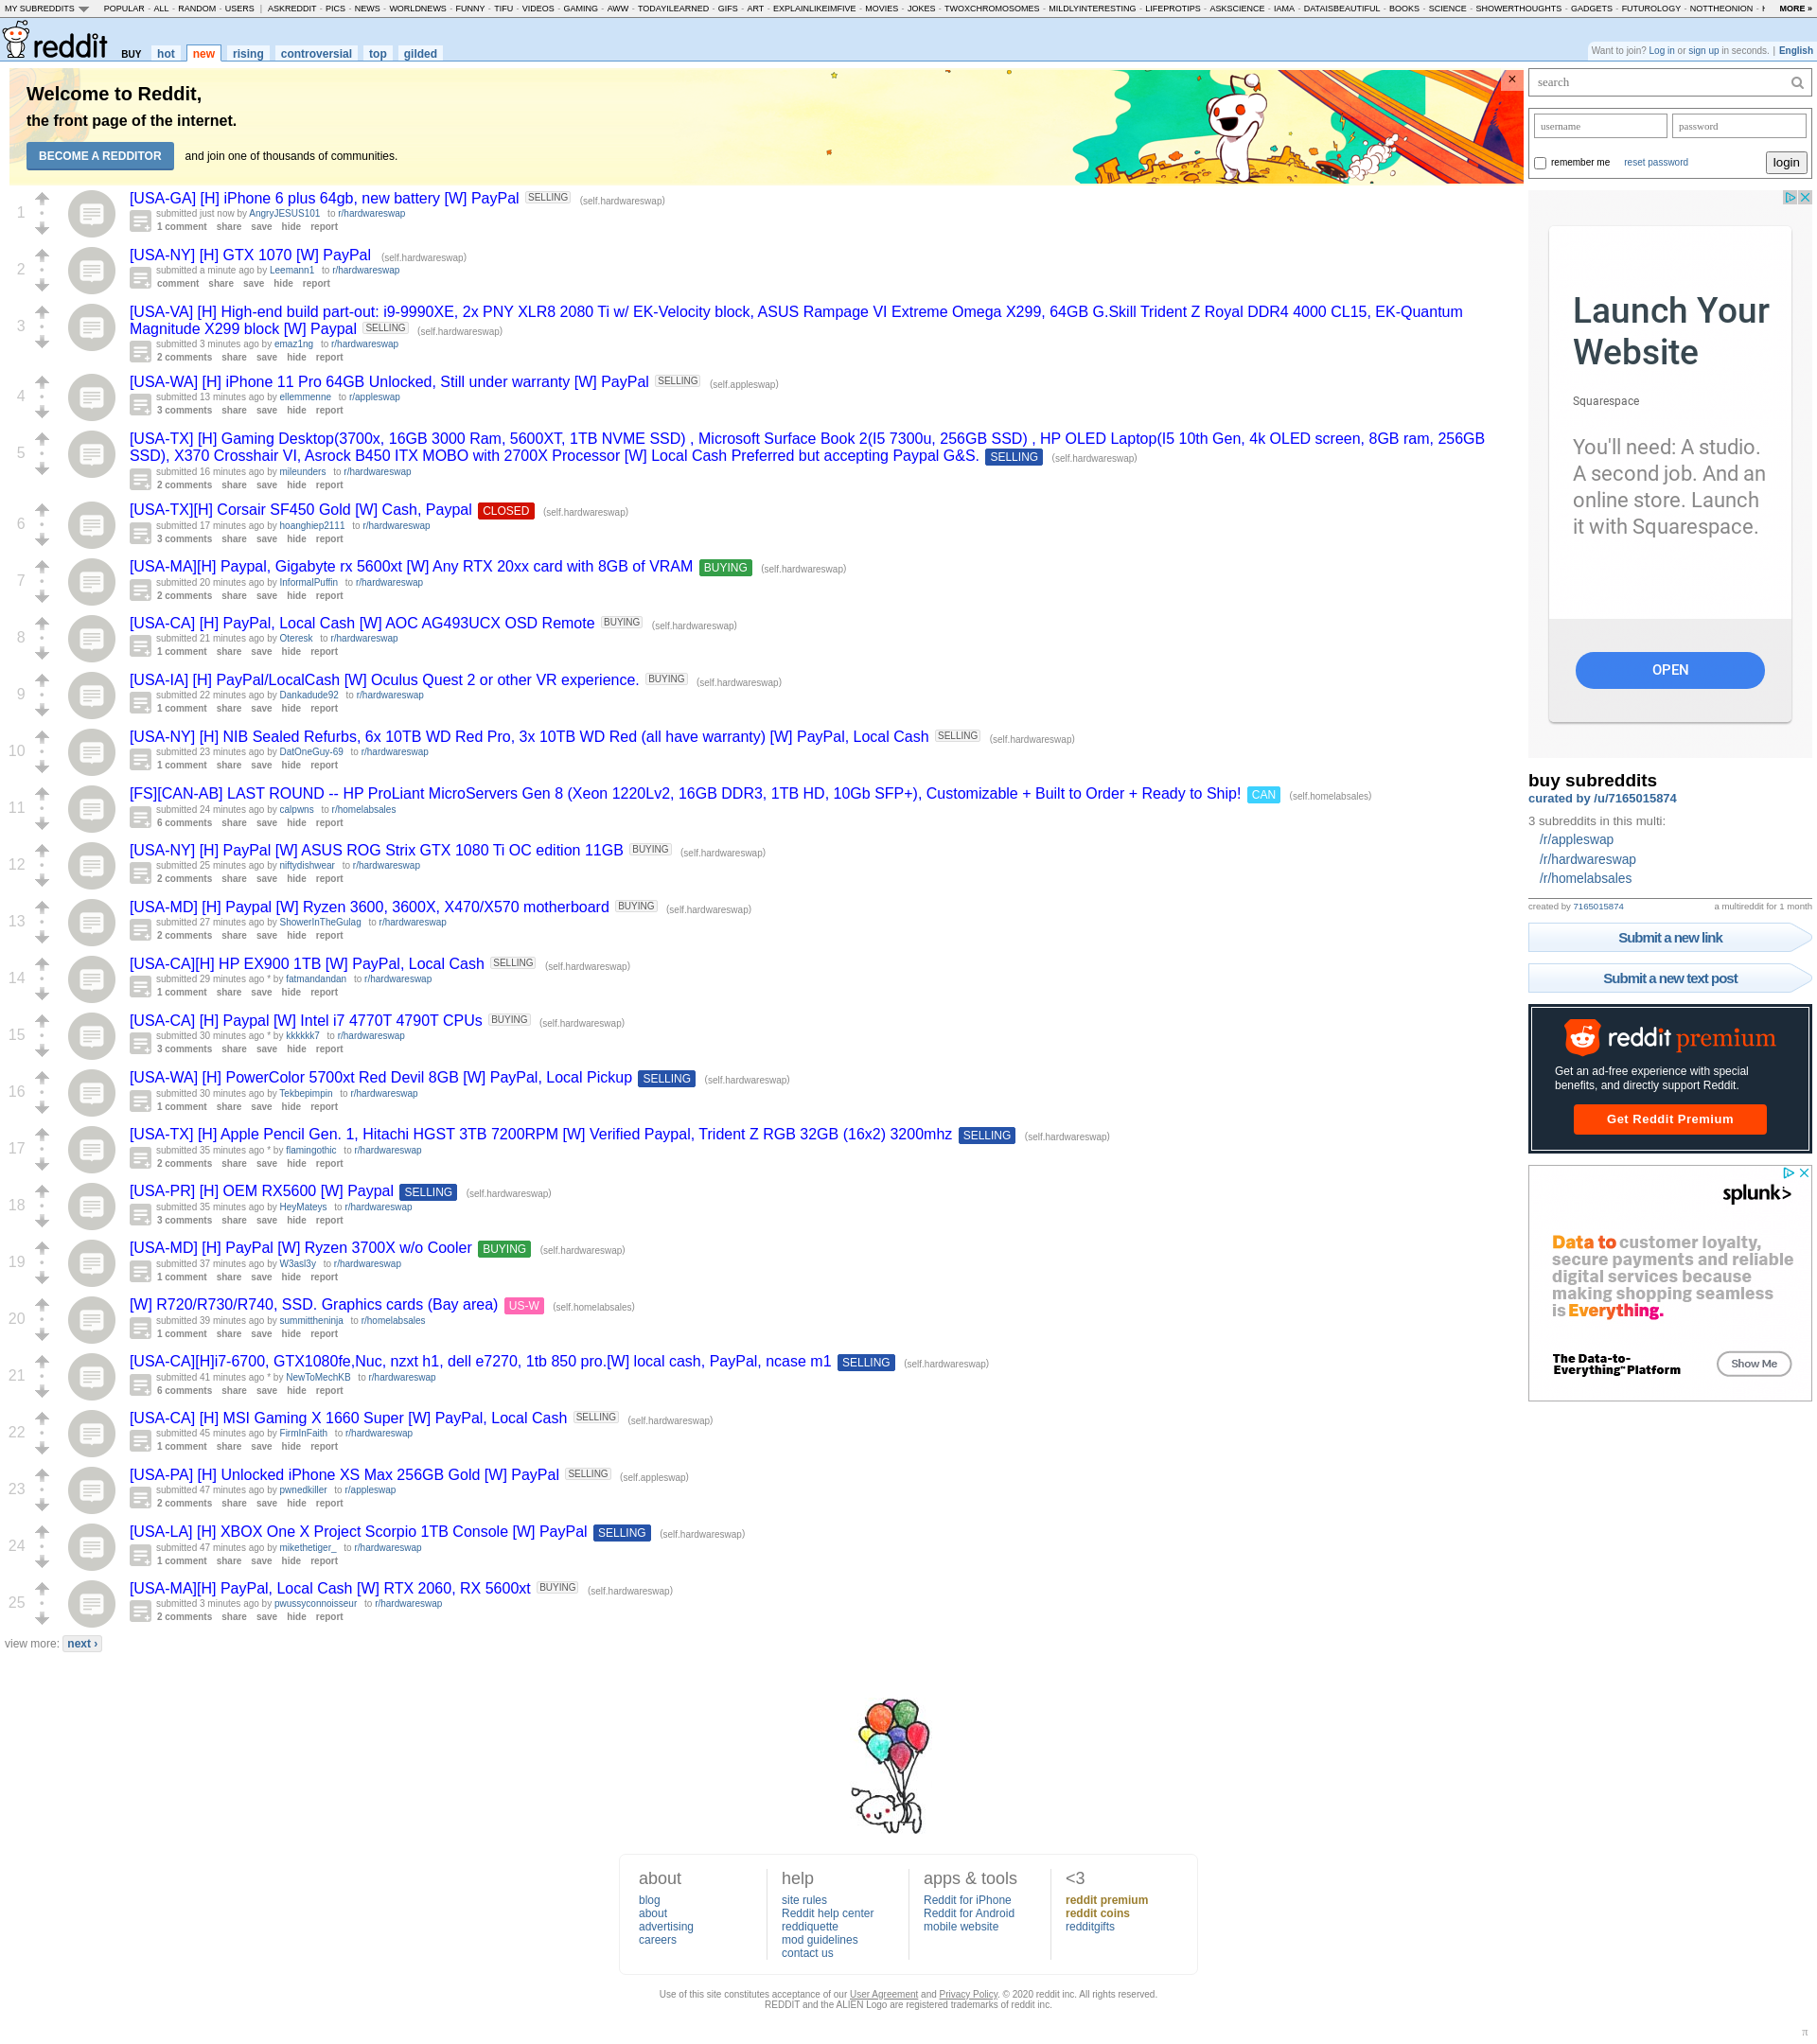 MY SUBREDDITS POPULAR - ALL - RANDOM - USERS | ASKREDDIT - PICS - NEWS - WORLDNEWS - FUNNY - TIFU - VIDEOS - GAMING - AWW - TODAYILEARNED - GIFS - ART - EXPLAINLIKEIMFIVE - MOVIES - JOKES - TWOXCHROMOSOMES - MILDLYINTERESTING - LIFEPROTIPS - ASKSCIENCE - IAMA - DATAISBEAUTIFUL - BOOKS - SCIENCE - SHOWERTHOUGHTS - GADGETS - FUTUROLOGY - NOTTHEONION - MORE »
reddit BUY hot new rising controversial top gilded
Want to join? Log in or sign up in seconds. | English
Welcome to Reddit,
the front page of the internet.
BECOME A REDDITOR and join one of thousands of communities.
1 [USA-GA] [H] iPhone 6 plus 64gb, new battery [W] PayPal SELLING (self.hardwareswap)
submitted just now by AngryJESUS101 to r/hardwareswap
1 comment share save hide report
2 [USA-NY] [H] GTX 1070 [W] PayPal (self.hardwareswap)
submitted a minute ago by Leemann1 to r/hardwareswap
comment share save hide report
3 [USA-VA] [H] High-end build part-out: i9-9990XE, 2x PNY XLR8 2080 Ti w/ EK-Velocity block, ASUS Rampage VI Extreme Omega X299, 64GB G.Skill Trident Z Royal DDR4 4000 CL15, EK-Quantum
Magnitude X299 block [W] Paypal SELLING (self.hardwareswap)
submitted 3 minutes ago by emaz1ng to r/hardwareswap
2 comments share save hide report
4 [USA-WA] [H] iPhone 11 Pro 64GB Unlocked, Still under warranty [W] PayPal SELLING (self.appleswap)
submitted 13 minutes ago by ellemmenne to r/appleswap
3 comments share save hide report
5 [USA-TX] [H] Gaming Desktop(3700x, 16GB 3000 Ram, 5600XT, 1TB NVME SSD) , Microsoft Surface Book 2(I5 7300u, 256GB SSD) , HP OLED Laptop(I5 10th Gen, 4k OLED screen, 8GB ram, 256GB
SSD), X370 Crosshair VI, Asrock B450 ITX MOBO with 2700X Processor [W] Local Cash Preferred but accepting Paypal G&S. SELLING (self.hardwareswap)
submitted 16 minutes ago by mileunders to r/hardwareswap
2 comments share save hide report
6 [USA-TX][H] Corsair SF450 Gold [W] Cash, Paypal CLOSED (self.hardwareswap)
submitted 17 minutes ago by hoanghiep2111 to r/hardwareswap
3 comments share save hide report
7 [USA-MA][H] Paypal, Gigabyte rx 5600xt [W] Any RTX 20xx card with 8GB of VRAM BUYING (self.hardwareswap)
submitted 20 minutes ago by InformalPuffin to r/hardwareswap
2 comments share save hide report
8 [USA-CA] [H] PayPal, Local Cash [W] AOC AG493UCX OSD Remote BUYING (self.hardwareswap)
submitted 21 minutes ago by Oteresk to r/hardwareswap
1 comment share save hide report
9 [USA-IA] [H] PayPal/LocalCash [W] Oculus Quest 2 or other VR experience. BUYING (self.hardwareswap)
submitted 22 minutes ago by Dankadude92 to r/hardwareswap
1 comment share save hide report
10 [USA-NY] [H] NIB Sealed Refurbs, 6x 10TB WD Red Pro, 3x 10TB WD Red (all have warranty) [W] PayPal, Local Cash SELLING (self.hardwareswap)
submitted 23 minutes ago by DatOneGuy-69 to r/hardwareswap
1 comment share save hide report
11 [FS][CAN-AB] LAST ROUND -- HP ProLiant MicroServers Gen 8 (Xeon 1220Lv2, 16GB DDR3, 1TB HD, 10Gb SFP+), Customizable + Built to Order + Ready to Ship! CAN (self.homelabsales)
submitted 24 minutes ago by calpwns to r/homelabsales
6 comments share save hide report
12 [USA-NY] [H] PayPal [W] ASUS ROG Strix GTX 1080 Ti OC edition 11GB BUYING (self.hardwareswap)
submitted 25 minutes ago by niftydishwear to r/hardwareswap
2 comments share save hide report
13 [USA-MD] [H] Paypal [W] Ryzen 3600, 3600X, X470/X570 motherboard BUYING (self.hardwareswap)
submitted 27 minutes ago by ShowerInTheGulag to r/hardwareswap
2 comments share save hide report
14 [USA-CA][H] HP EX900 1TB [W] PayPal, Local Cash SELLING (self.hardwareswap)
submitted 29 minutes ago * by fatmandandan to r/hardwareswap
1 comment share save hide report
15 [USA-CA] [H] Paypal [W] Intel i7 4770T 4790T CPUs BUYING (self.hardwareswap)
submitted 30 minutes ago * by kkkkkk7 to r/hardwareswap
3 comments share save hide report
16 [USA-WA] [H] PowerColor 5700xt Red Devil 8GB [W] PayPal, Local Pickup SELLING (self.hardwareswap)
submitted 30 minutes ago by Tekbepimpin to r/hardwareswap
1 comment share save hide report
17 [USA-TX] [H] Apple Pencil Gen. 1, Hitachi HGST 3TB 7200RPM [W] Verified Paypal, Trident Z RGB 32GB (16x2) 3200mhz SELLING (self.hardwareswap)
submitted 35 minutes ago * by flamingothic to r/hardwareswap
2 comments share save hide report
18 [USA-PR] [H] OEM RX5600 [W] Paypal SELLING (self.hardwareswap)
submitted 35 minutes ago by HeyMateys to r/hardwareswap
3 comments share save hide report
19 [USA-MD] [H] PayPal [W] Ryzen 3700X w/o Cooler BUYING (self.hardwareswap)
submitted 37 minutes ago by W3asl3y to r/hardwareswap
1 comment share save hide report
20 [W] R720/R730/R740, SSD. Graphics cards (Bay area) US-W (self.homelabsales)
submitted 39 minutes ago by summittheninja to r/homelabsales
1 comment share save hide report
21 [USA-CA][H]i7-6700, GTX1080fe,Nuc, nzxt h1, dell e7270, 1tb 850 pro.[W] local cash, PayPal, ncase m1 SELLING (self.hardwareswap)
submitted 41 minutes ago * by NewToMechKB to r/hardwareswap
6 comments share save hide report
22 [USA-CA] [H] MSI Gaming X 1660 Super [W] PayPal, Local Cash SELLING (self.hardwareswap)
submitted 45 minutes ago by FirmInFaith to r/hardwareswap
1 comment share save hide report
23 [USA-PA] [H] Unlocked iPhone XS Max 256GB Gold [W] PayPal SELLING (self.appleswap)
submitted 47 minutes ago by pwnedkiller to r/appleswap
2 comments share save hide report
24 [USA-LA] [H] XBOX One X Project Scorpio 1TB Console [W] PayPal SELLING (self.hardwareswap)
submitted 47 minutes ago by mikethetiger_ to r/hardwareswap
1 comment share save hide report
25 [USA-MA][H] PayPal, Local Cash [W] RTX 2060, RX 5600xt BUYING (self.hardwareswap)
submitted 3 minutes ago by pwussyconnoisseur to r/hardwareswap
2 comments share save hide report
view more: next ›
search
username password
remember me reset password login
Launch Your
Website
Squarespace
You'll need: A studio.
A second job. And an
online store. Launch
it with Squarespace.
OPEN
buy subreddits
curated by /u/7165015874
3 subreddits in this multi:
/r/appleswap
/r/hardwareswap
/r/homelabsales
created by 7165015874 a multireddit for 1 month
Submit a new link
Submit a new text post
reddit premium
Get an ad-free experience with special
benefits, and directly support Reddit.
Get Reddit Premium
splunk>
Data to customer loyalty,
secure payments and reliable
digital services because
making shopping seamless
is Everything.
The Data-to-
Everything™ Platform
Show Me
about
blog
about
advertising
careers
help
site rules
Reddit help center
reddiquette
mod guidelines
contact us
apps & tools
Reddit for iPhone
Reddit for Android
mobile website
<3
reddit premium
reddit coins
redditgifts
Use of this site constitutes acceptance of our User Agreement and Privacy Policy. © 2020 reddit inc. All rights reserved.
REDDIT and the ALIEN Logo are registered trademarks of reddit inc.
π